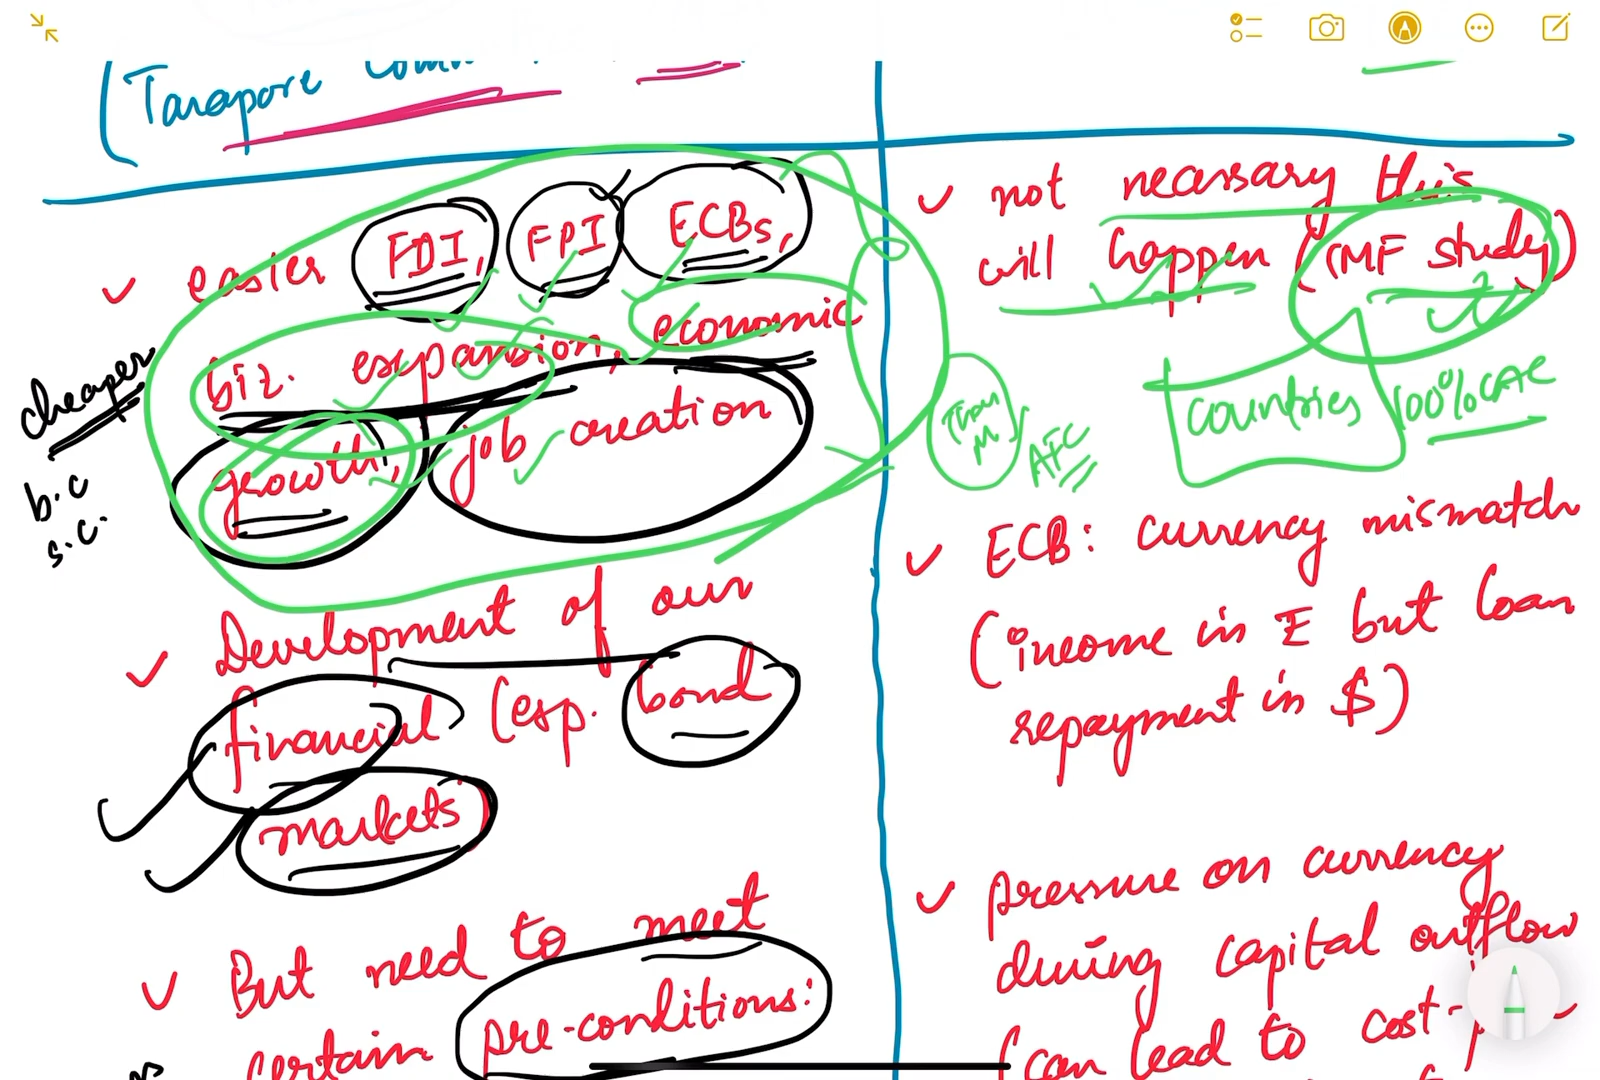 (Tarapore
✓ easier FDI, FPI ECBs,
biz. expansion, economic
growth, job creation
cheaper
b.c
s.c.
✓ Development of our
financial (esp. bond
markets)
✓ But need to meet
certain pre-conditions:
✓ not necessary this
will happen (IMF study)
countries 100% CAC
AFC
✓ ECB: currency mismatch
(income in ₹ but loan
repayment in $)
✓ pressure on currency
during capital outflow
(can lead to cost-